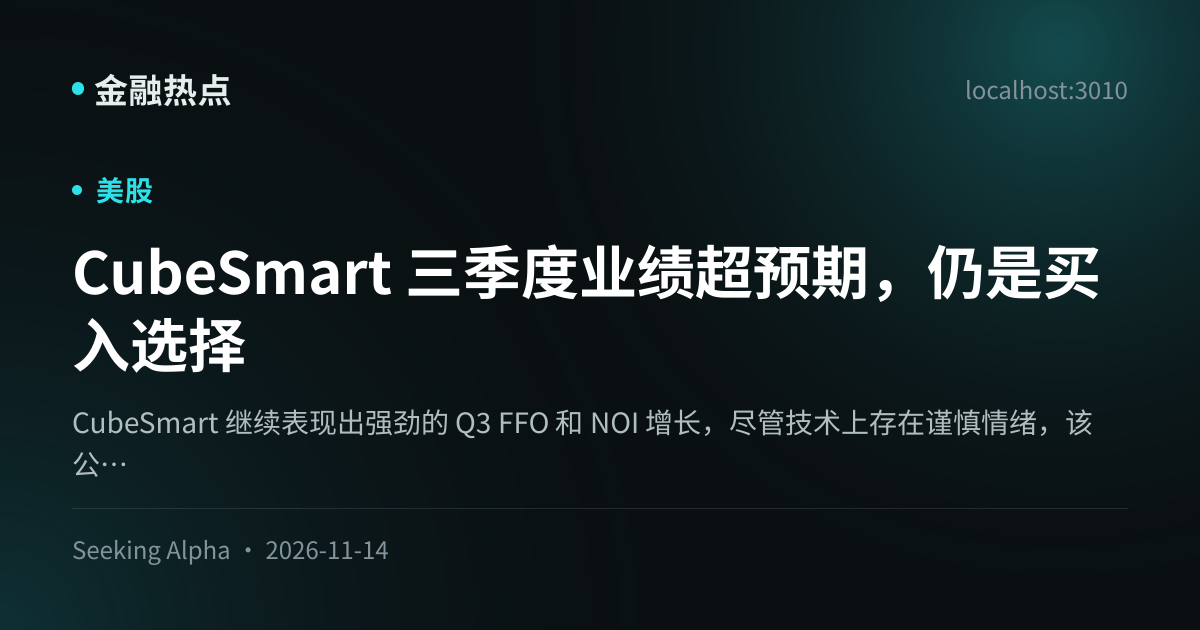 金融热点
localhost:3010
美股
CubeSmart 三季度业绩超预期，仍是买
入选择
CubeSmart 继续表现出强劲的 Q3 FFO 和 NOI 增长，尽管技术上存在谨慎情绪，该
公…
Seeking Alpha · 2026-11-14